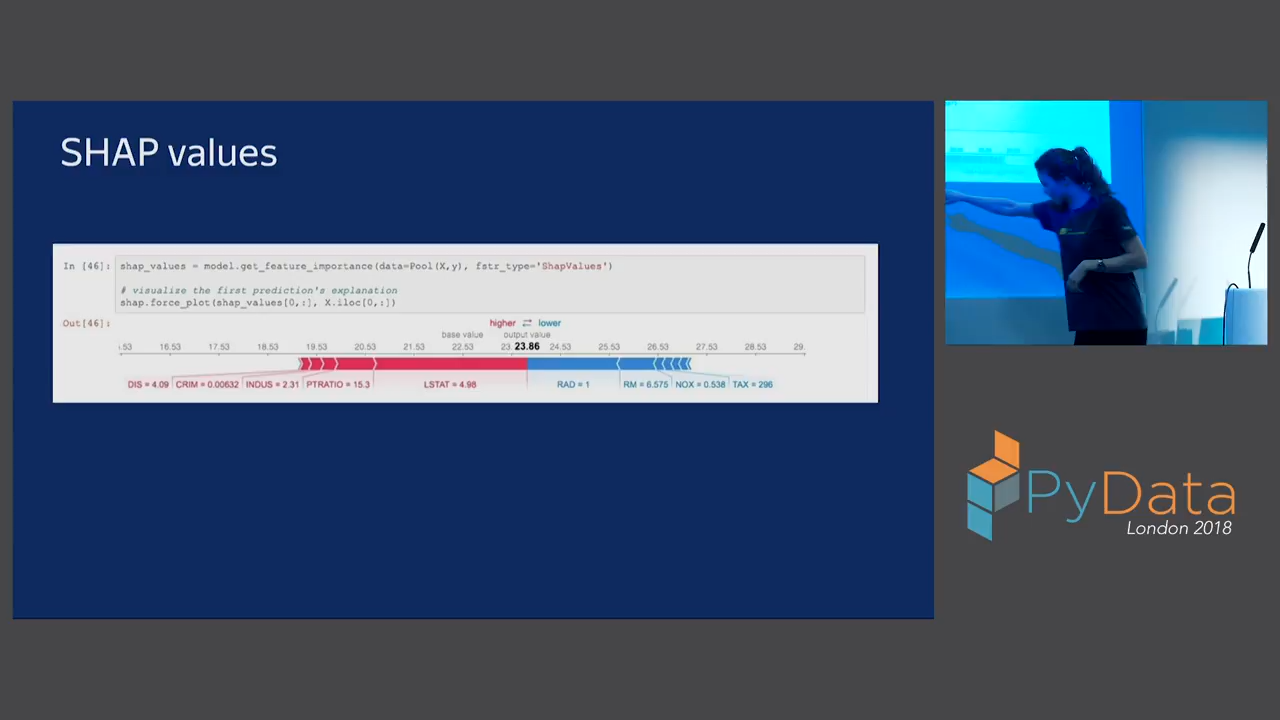 SHAP values
In [46]: shap_values = model.get_feature_importance(data=Pool(X,y), fstr_type='ShapValues')
# visualize the first prediction's explanation
shap.force_plot(shap_values[0,:], X.iloc[0,:])
Out[46]: higher ⇄ lower
base value output value
16.53 17.53 18.53 19.53 20.53 21.53 22.53 23.86 24.53 25.53 26.53 27.53 28.53 29.
DIS = 4.09 CRIM = 0.00632 INDUS = 2.31 PTRATIO = 15.3 LSTAT = 4.98 RAD = 1 RM = 6.575 NOX = 0.538 TAX = 296
PyData
London 2018